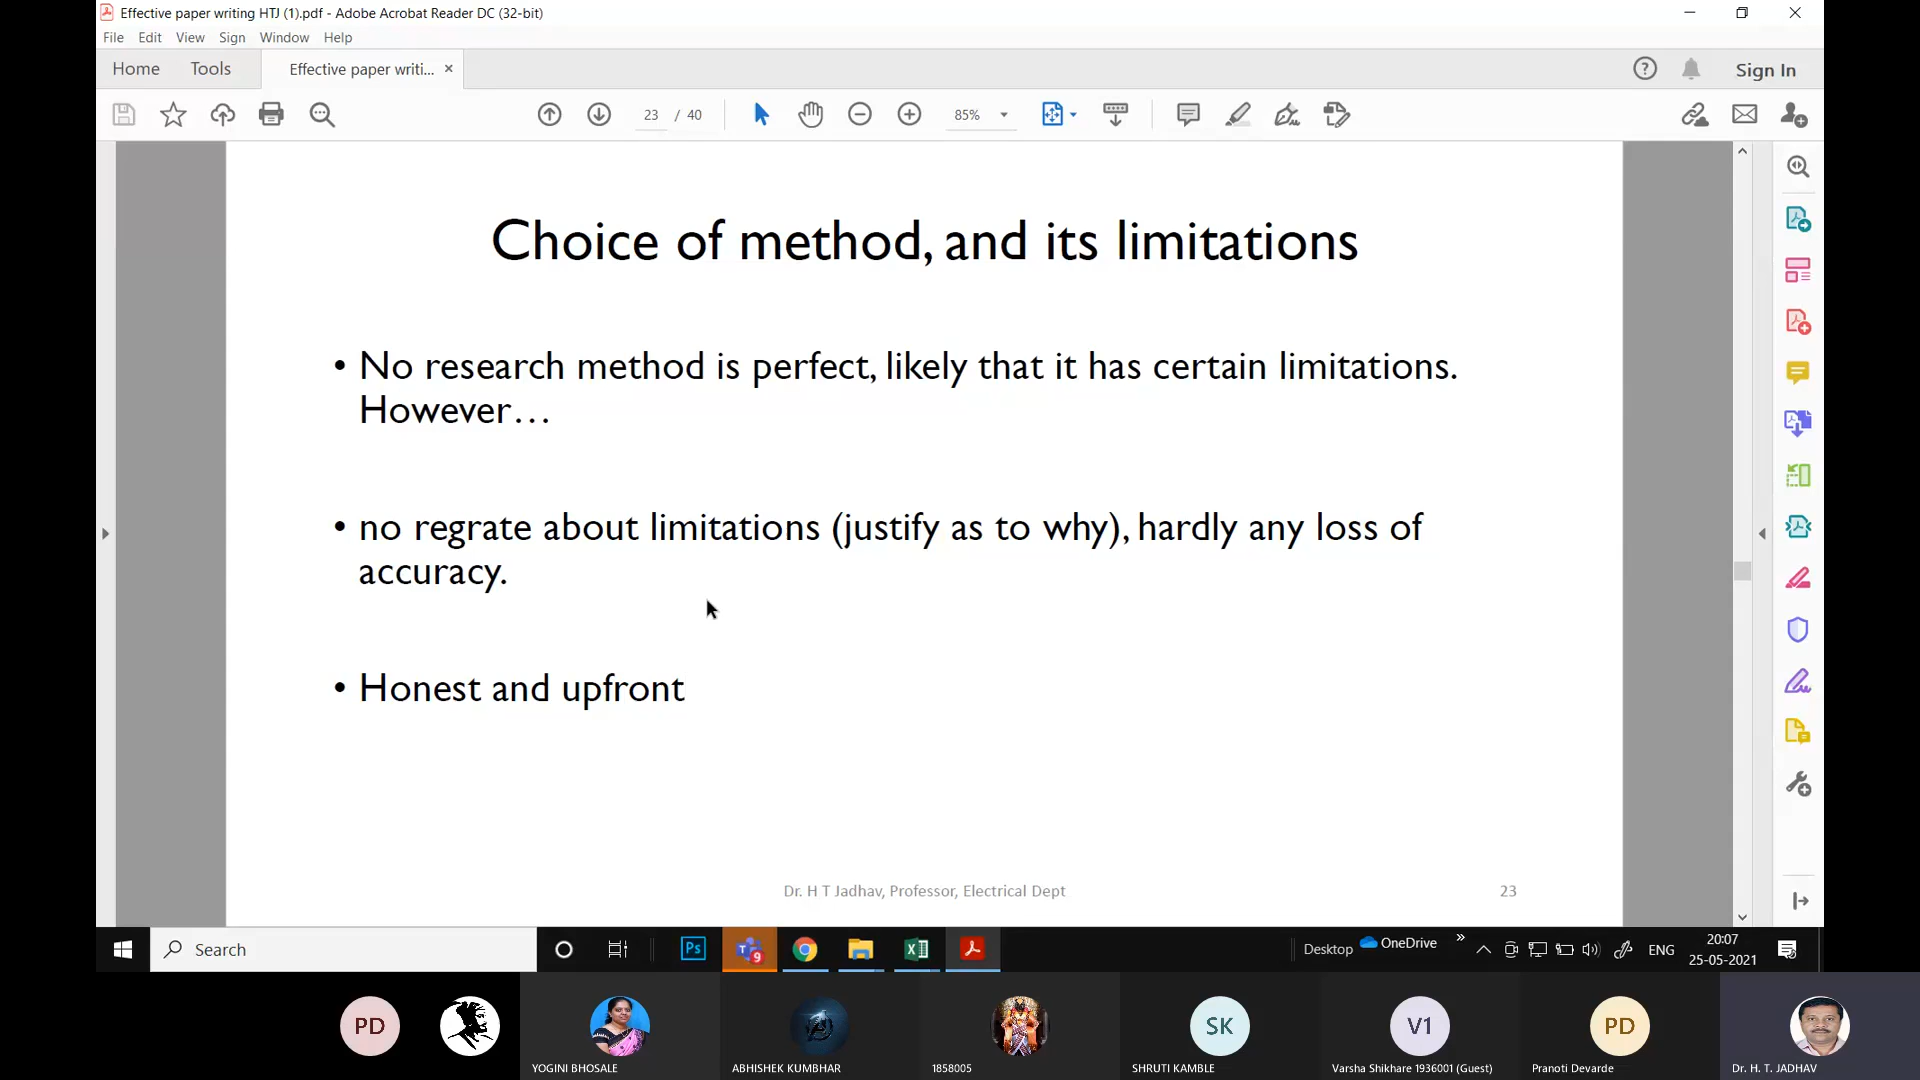 Effective paper writing HTJ (1).pdf - Adobe Acrobat Reader DC (32-bit)
File Edit View Sign Window Help
Home Tools Effective paper writi... × Sign In
23 / 40 85%
Choice of method, and its limitations
• No research method is perfect, likely that it has certain limitations.
However...
• no regrate about limitations (justify as to why), hardly any loss of
accuracy.
• Honest and upfront
Dr. H T Jadhav, Professor, Electrical Dept 23
Search Ps 9 Desktop OneDrive » ENG 20:07
25-05-2021
PD SK V1 PD
YOGINI BHOSALE ABHISHEK KUMBHAR 1858005 SHRUTI KAMBLE Varsha Shikhare 1936001 (Guest) Pranoti Devarde Dr. H. T. JADHAV